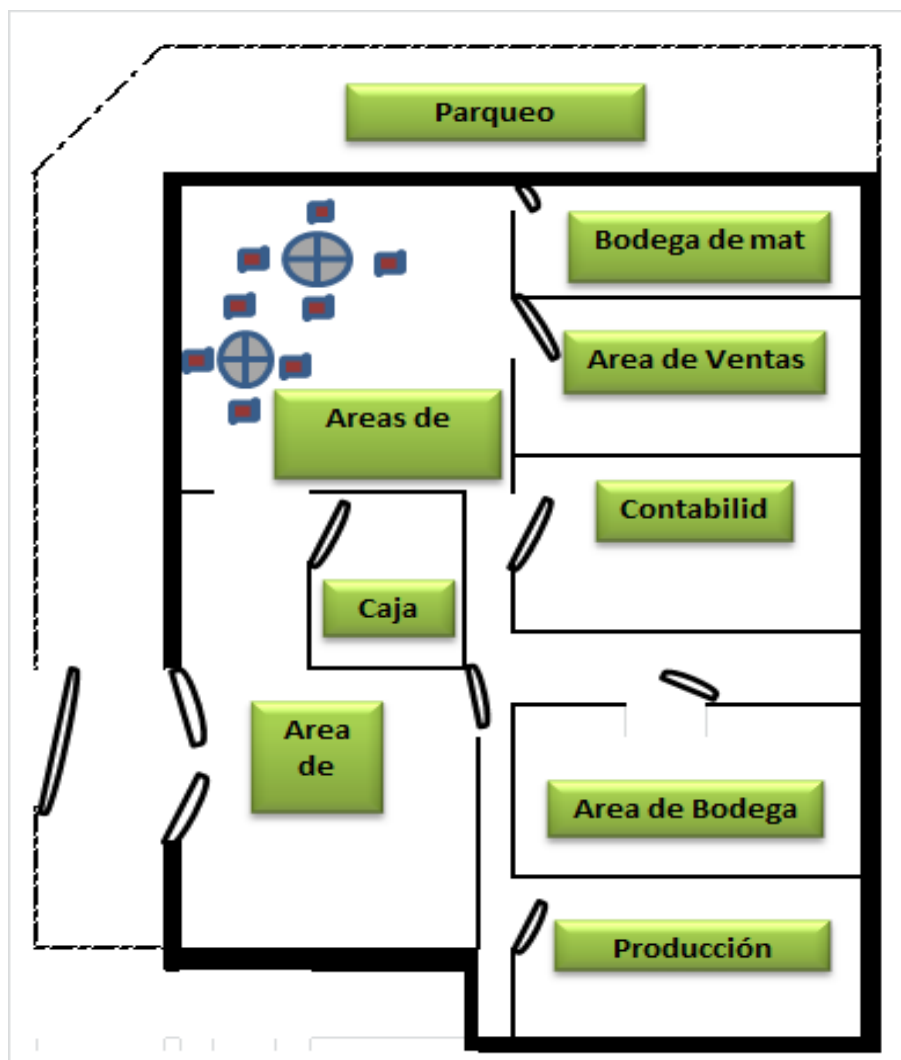 Parqueo
Bodega de mat
Area de Ventas
Areas de
Contabilid
Caja
Area
de
Area de Bodega
Producción